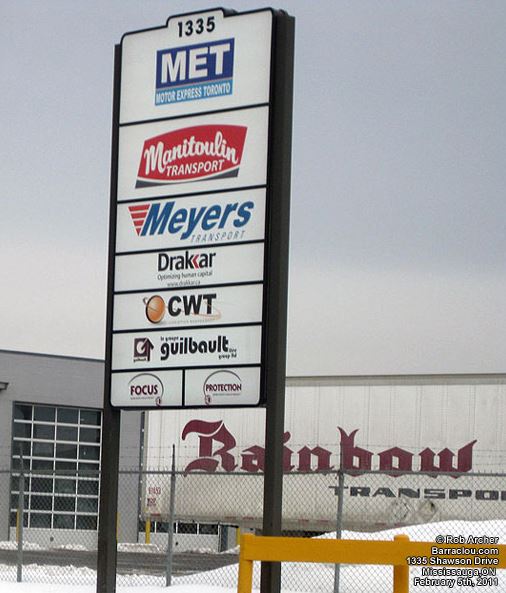 1335
MET
MOTOR EXPRESS TORONTO
Manitoulin
TRANSPORT
Meyers
TRANSPORT
Drakkar
Optimizing human capital
www.drakkar.ca
CWT
le groupe
guilbault
group ltd
FOCUS
PROTECTION
Rainbow
TRANSPO
© Rob Archer
Barraclou.com
1335 Shawson Drive
Mississauga,ON
February 5th, 2011